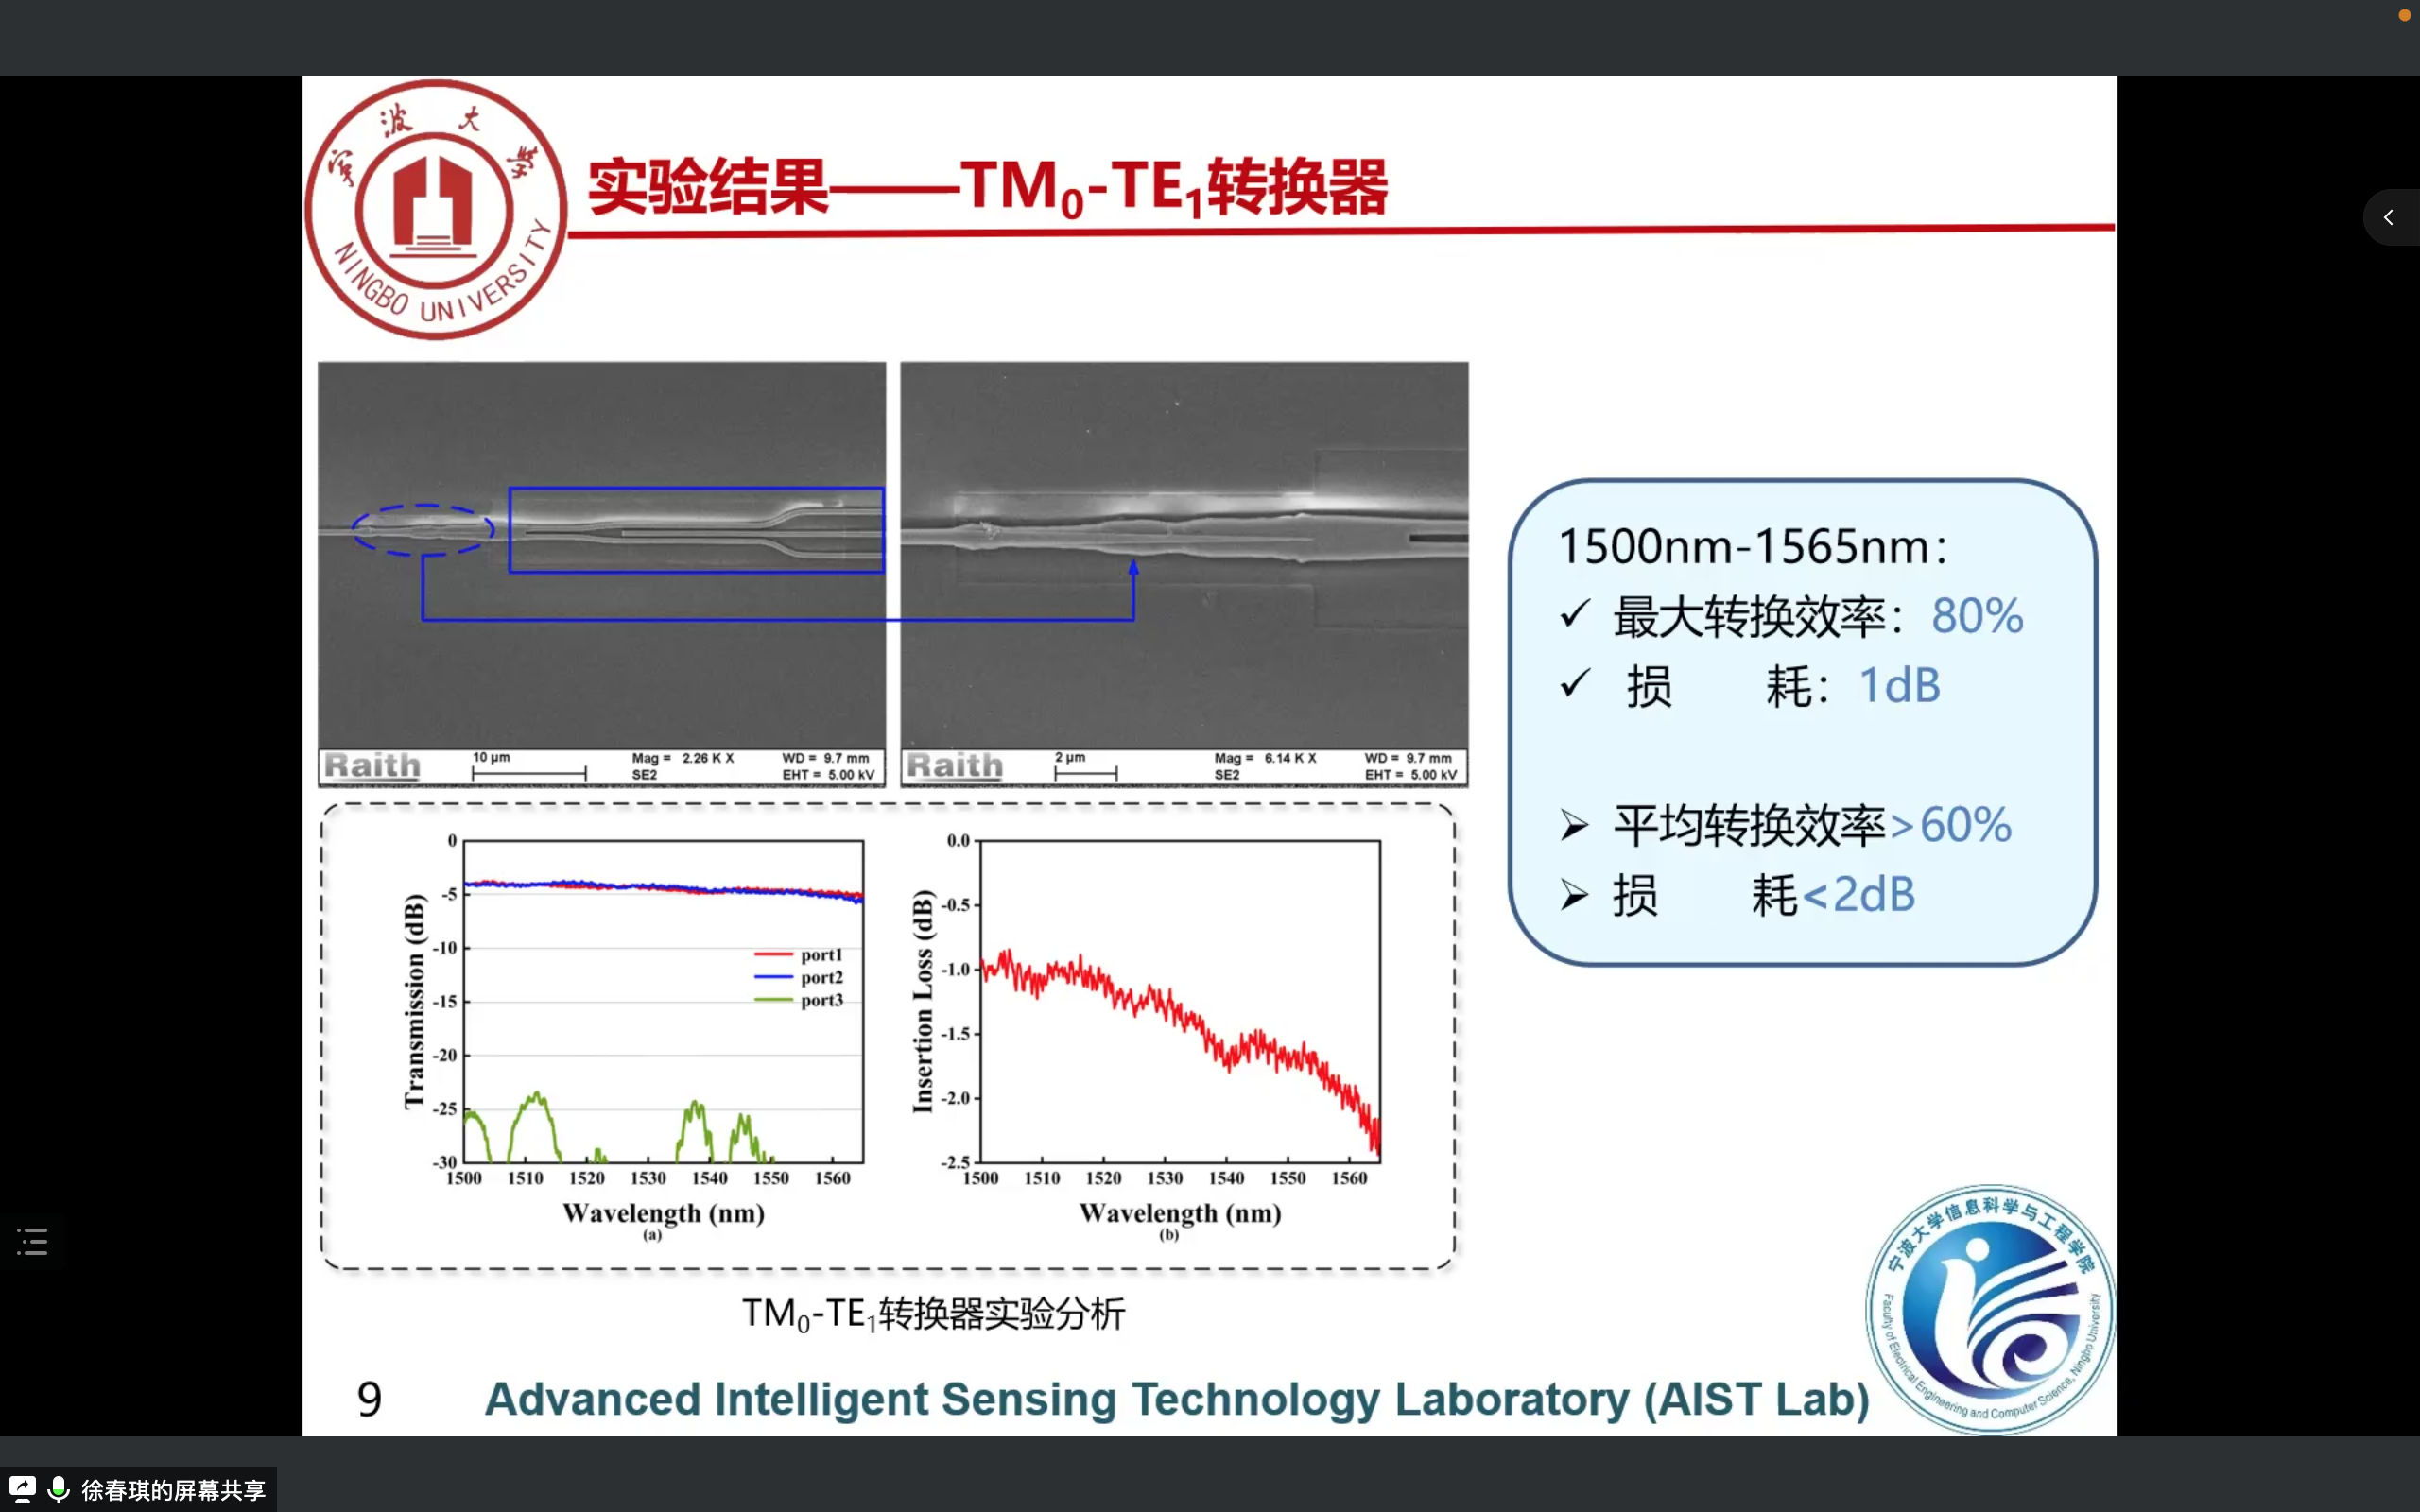 宁波大学
NINGBO UNIVERSITY
实验结果——TM0-TE1转换器
Raith
10 μm
Mag = 2.26 K X
SE2
WD = 9.7 mm
EHT = 5.00 kV
Raith
2 μm
Mag = 6.14 K X
SE2
WD = 9.7 mm
EHT = 5.00 kV
1500nm-1565nm：
✓ 最大转换效率：80%
✓ 损 耗：1dB
➢ 平均转换效率>60%
➢ 损 耗<2dB
Transmission (dB)
0
-5
-10
-15
-20
-25
-30
port1
port2
port3
1500 1510 1520 1530 1540 1550 1560
Wavelength (nm)
(a)
Insertion Loss (dB)
0.0
-0.5
-1.0
-1.5
-2.0
-2.5
1500 1510 1520 1530 1540 1550 1560
Wavelength (nm)
(b)
TM0-TE1转换器实验分析
9
Advanced Intelligent Sensing Technology Laboratory (AIST Lab)
宁波大学信息科学与工程学院
Faculty of Electrical Engineering and Computer Science, Ningbo University
徐春琪的屏幕共享